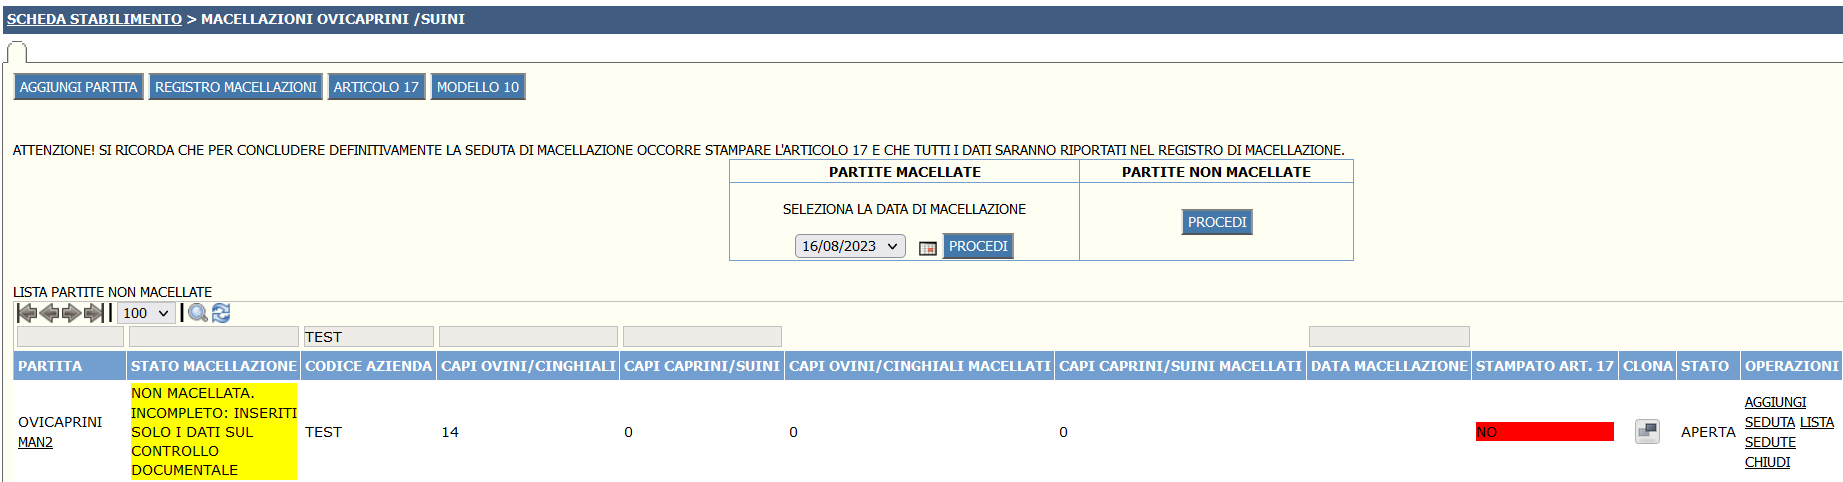 SCHEDA STABILIMENTO > MACELLAZIONI OVICAPRINI /SUINI
AGGIUNGI PARTITA REGISTRO MACELLAZIONI ARTICOLO 17 MODELLO 10
ATTENZIONE! SI RICORDA CHE PER CONCLUDERE DEFINITIVAMENTE LA SEDUTA DI MACELLAZIONE OCCORRE STAMPARE L'ARTICOLO 17 E CHE TUTTI I DATI SARANNO RIPORTATI NEL REGISTRO DI MACELLAZIONE.
PARTITE MACELLATE PARTITE NON MACELLATE
SELEZIONA LA DATA DI MACELLAZIONE
PROCEDI
16/08/2023 PROCEDI
LISTA PARTITE NON MACELLATE
100
TEST
PARTITA STATO MACELLAZIONE CODICE AZIENDA CAPI OVINI/CINGHIALI CAPI CAPRINI/SUINI CAPI OVINI/CINGHIALI MACELLATI CAPI CAPRINI/SUINI MACELLATI DATA MACELLAZIONE STAMPATO ART. 17 CLONA STATO OPERAZIONI
OVICAPRINI
MAN2
NON MACELLATA.
INCOMPLETO: INSERITI
SOLO I DATI SUL
CONTROLLO
DOCUMENTALE
TEST 14 0 0 0 NO APERTA
AGGIUNGI
SEDUTA LISTA
SEDUTE
CHIUDI